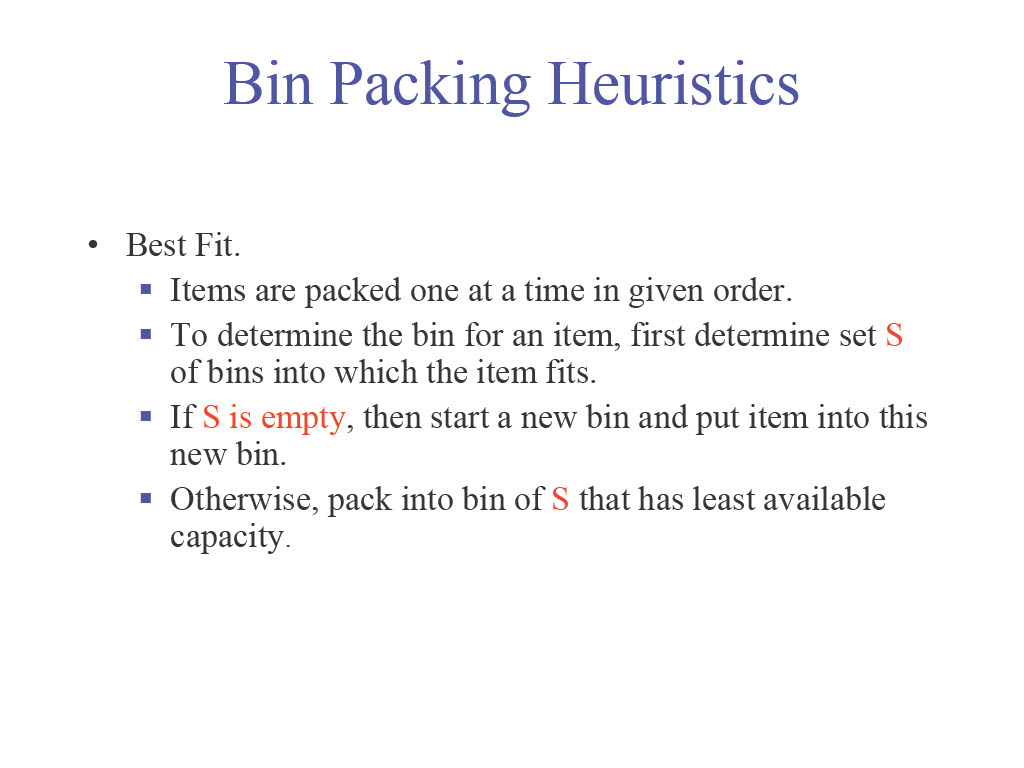 Bin Packing Heuristics
• Best Fit.
▪ Items are packed one at a time in given order.
▪ To determine the bin for an item, first determine set S
of bins into which the item fits.
▪ If S is empty, then start a new bin and put item into this
new bin.
▪ Otherwise, pack into bin of S that has least available
capacity.